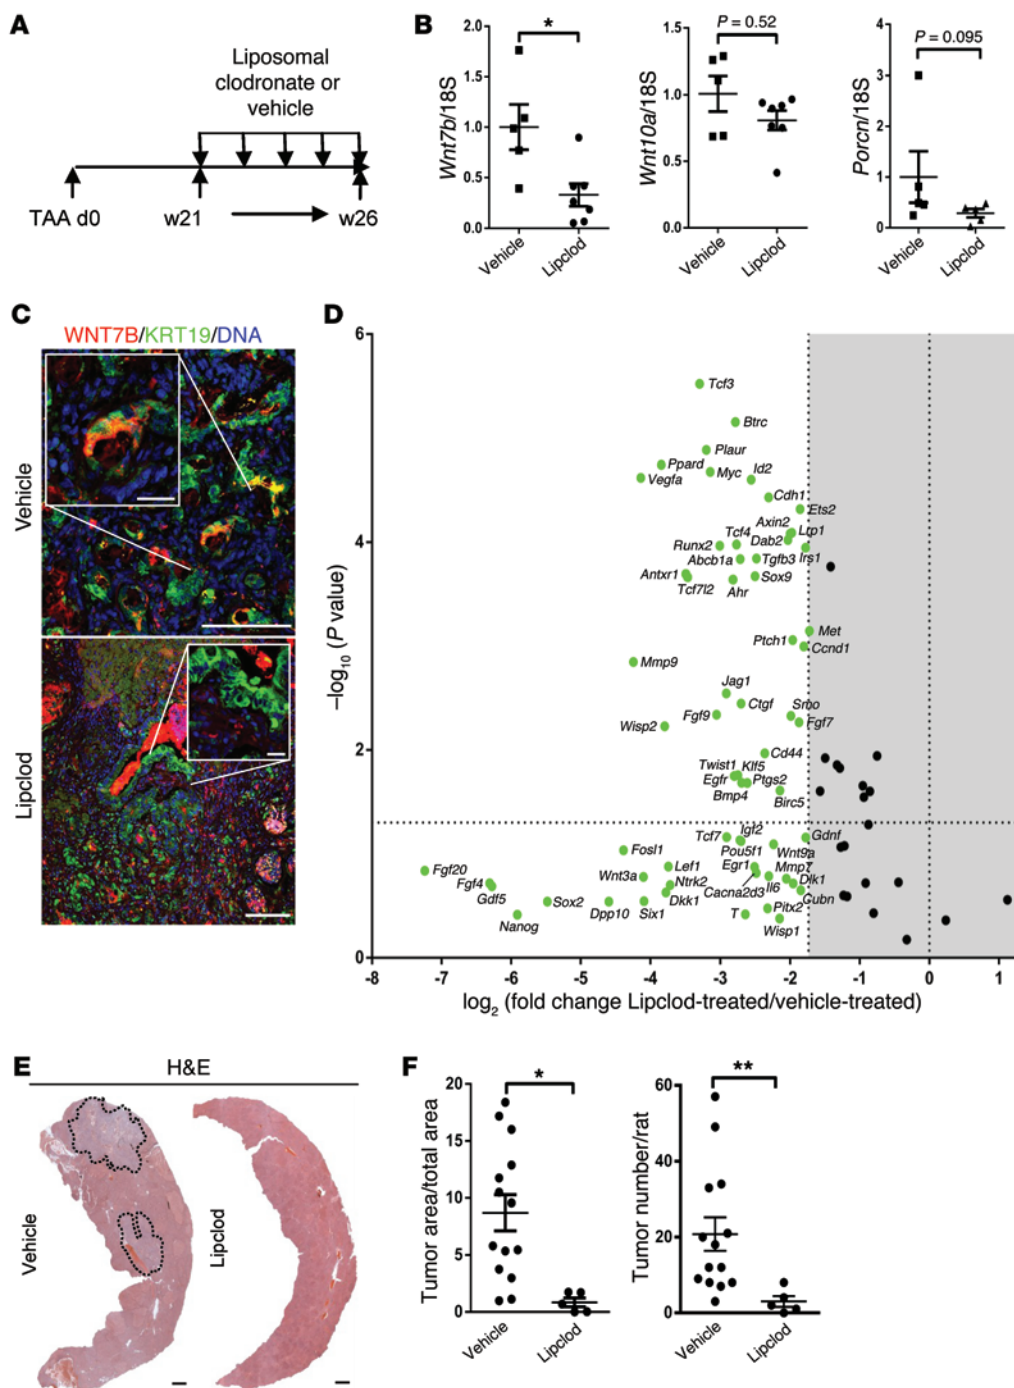 A
Liposomal
clodronate or
vehicle
TAA d0
w21
w26
B
Wnt7b/18S
2.0
1.5
1.0
0.5
0.0
*
Vehicle
Lipclod
Wnt10a/18S
1.5
1.0
0.5
0.0
P = 0.52
Vehicle
Lipclod
Porcn/18S
4
3
2
1
0
P = 0.095
Vehicle
Lipclod
C
WNT7B/KRT19/DNA
Vehicle
Lipclod
D
–log10 (P value)
6
4
2
0
Tcf3
Btrc
Plaur
Ppard
Id2
Myc
Vegfa
Cdh1
Ets2
Axin2
Lrp1
Tcf4
Dab2
Runx2
Irs1
Abcb1a
Tgfb3
Antxr1
Sox9
Tcf7l2
Ahr
Met
Ptch1
Ccnd1
Mmp9
Jag1
Ctgf
Smo
Fgf9
Fgf7
Wisp2
Cd44
Twist1
Klf5
Egfr
Ptgs2
Bmp4
Birc5
Tcf7
Igf2
Gdnf
Fosl1
Pou5f1
Wnt9a
Fgf20
Lef1
Egr1
Mmp7
Wnt3a
Fgf4
Ntrk2
Dlk1
Gdf5
Cacna2d3
Il6
Cubn
Sox2
Dkk1
Nanog
Dpp10
Six1
T
Pitx2
Wisp1
-8
-7
-6
-5
-4
-3
-2
-1
0
1
log2 (fold change Lipclod-treated/vehicle-treated)
E
H&E
Vehicle
Lipclod
F
Tumor area/total area
20
15
10
5
0
*
Vehicle
Lipclod
Tumor number/rat
60
40
20
0
**
Vehicle
Lipclod